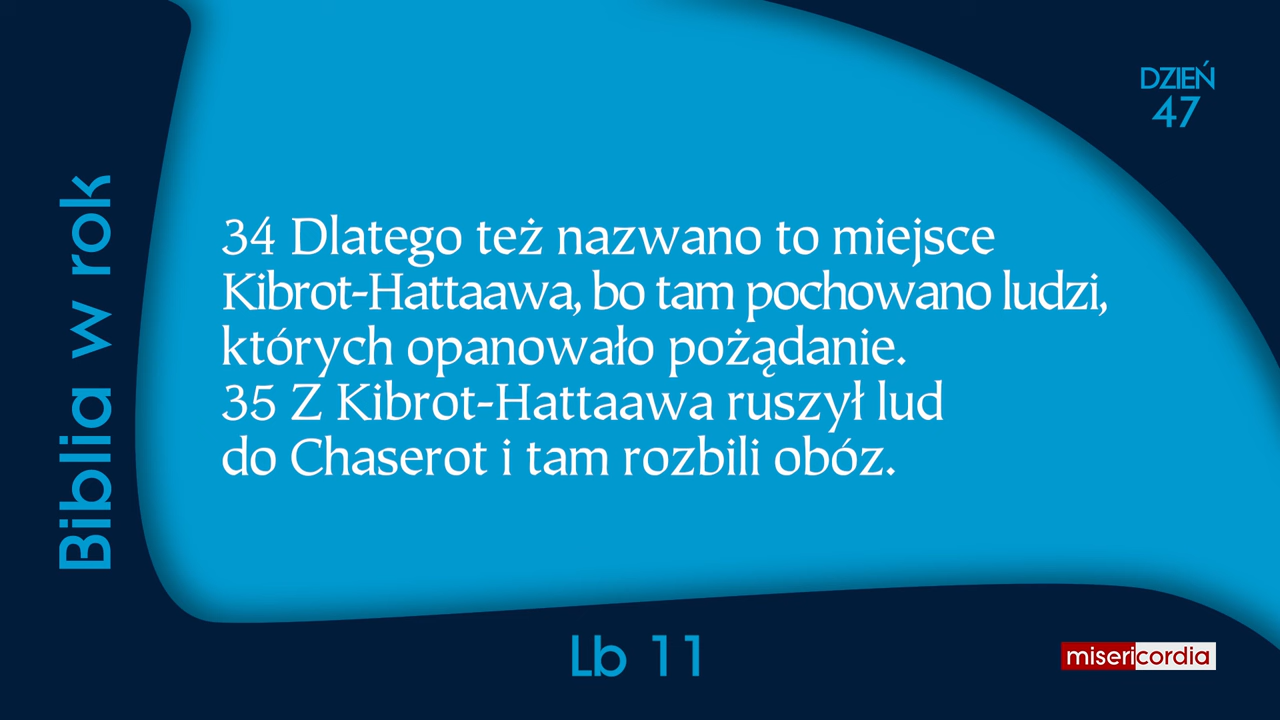 DZIEŃ
47
Biblia w rok
34 Dlatego też nazwano to miejsce
Kibrot-Hattaawa, bo tam pochowano ludzi,
których opanowało pożądanie.
35 Z Kibrot-Hattaawa ruszył lud
do Chaserot i tam rozbili obóz.
Lb 11
misericordia